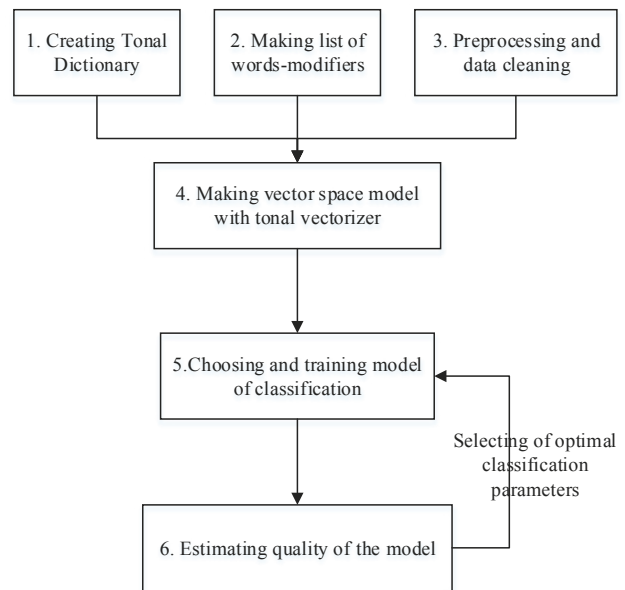 1. Creating Tonal
Dictionary
2. Making list of
words-modifiers
3. Preprocessing and
data cleaning
4. Making vector space model
with tonal vectorizer
5.Choosing and training model
of classification
Selecting of optimal
classification
parameters
6. Estimating quality of the model